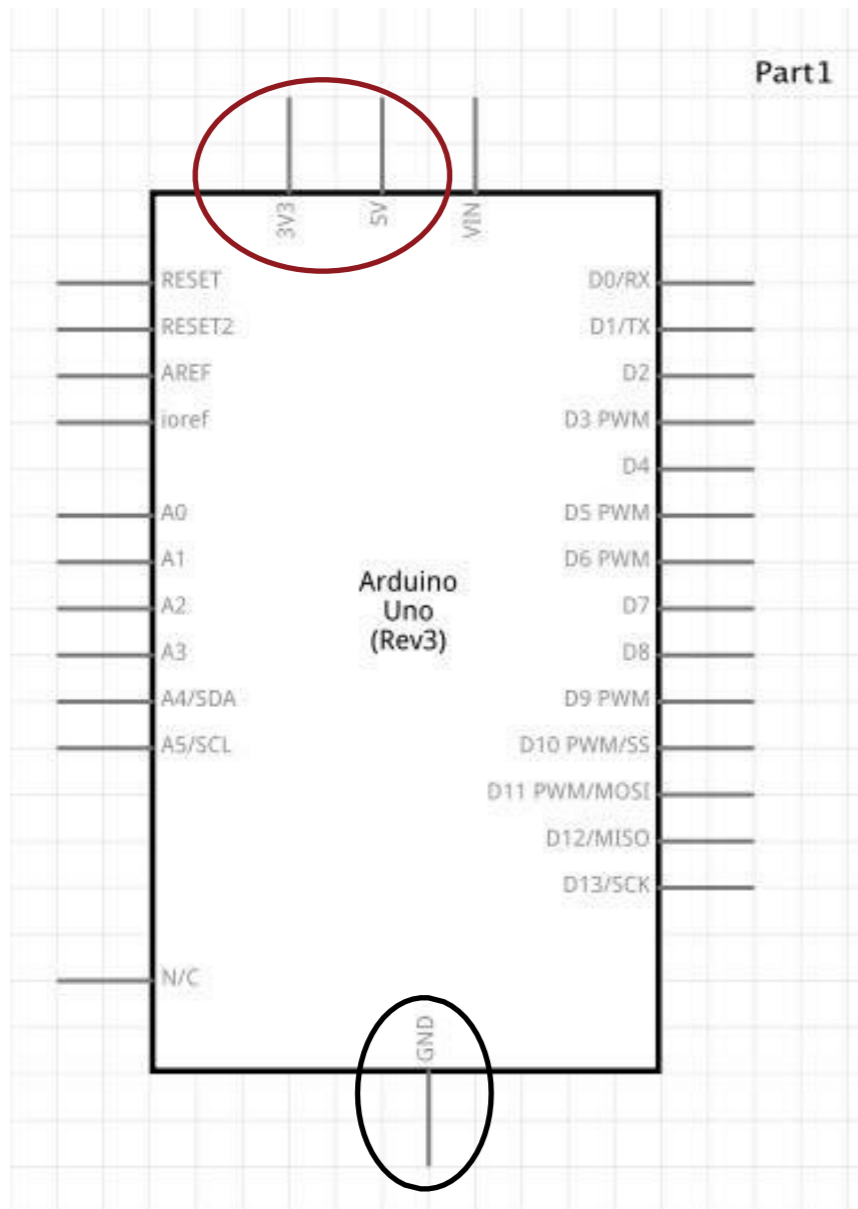 Part1
3V3
5V
VIN
RESET
RESET2
AREF
ioref
A0
A1
A2
A3
A4/SDA
A5/SCL
N/C
Arduino
Uno
(Rev3)
D0/RX
D1/TX
D2
D3 PWM
D4
D5 PWM
D6 PWM
D7
D8
D9 PWM
D10 PWM/SS
D11 PWM/MOSI
D12/MISO
D13/SCK
GND